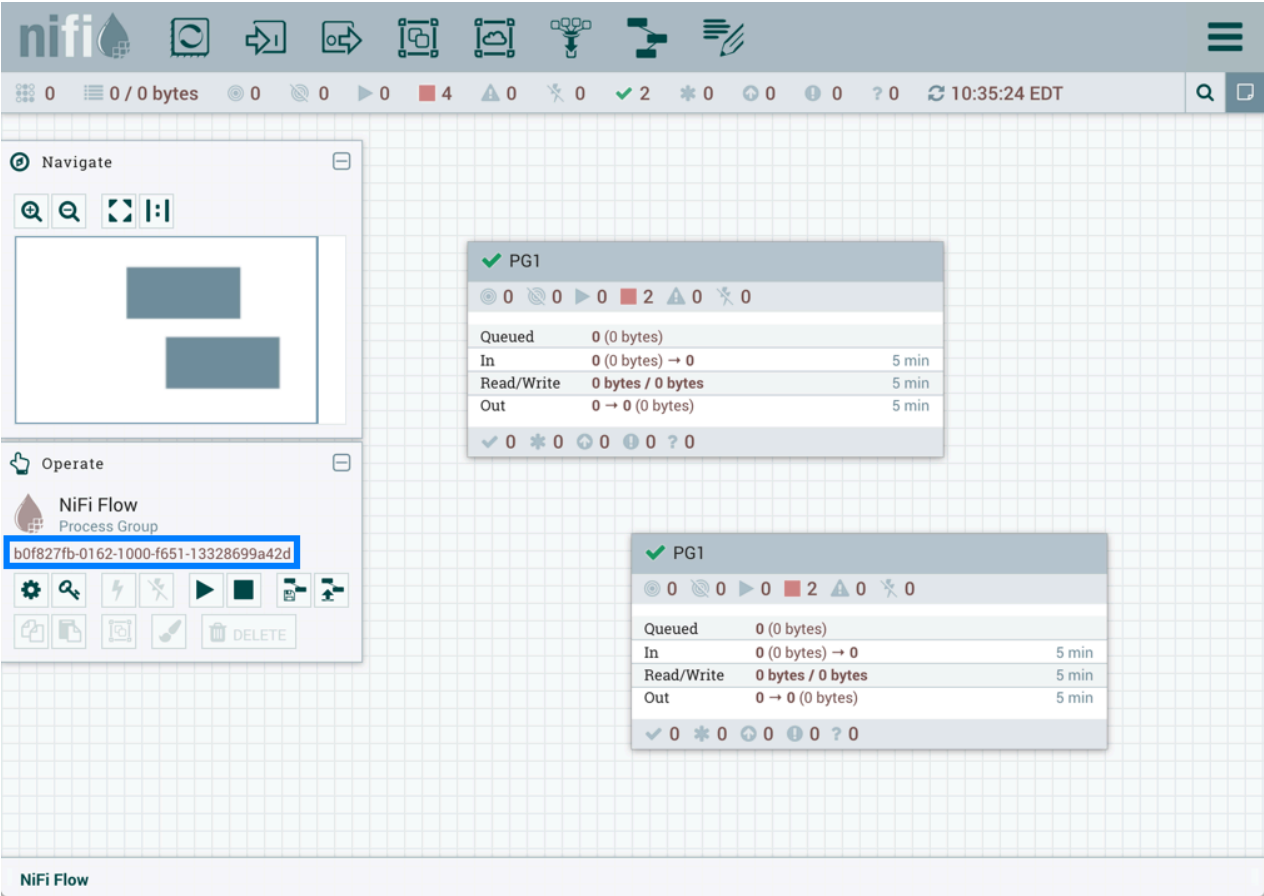 nifi
0 0 / 0 bytes 0 0 0 4 0 0 2 0 0 0 ? 0 10:35:24 EDT
Navigate
PG1
0 0 0 2 0 0
Queued 0 (0 bytes)
In 0 (0 bytes) → 0 5 min
Read/Write 0 bytes / 0 bytes 5 min
Out 0 → 0 (0 bytes) 5 min
0 0 0 0 ? 0
Operate
NiFi Flow
Process Group
b0f827fb-0162-1000-f651-13328699a42d
DELETE
PG1
0 0 0 2 0 0
Queued 0 (0 bytes)
In 0 (0 bytes) → 0 5 min
Read/Write 0 bytes / 0 bytes 5 min
Out 0 → 0 (0 bytes) 5 min
0 0 0 0 ? 0
NiFi Flow